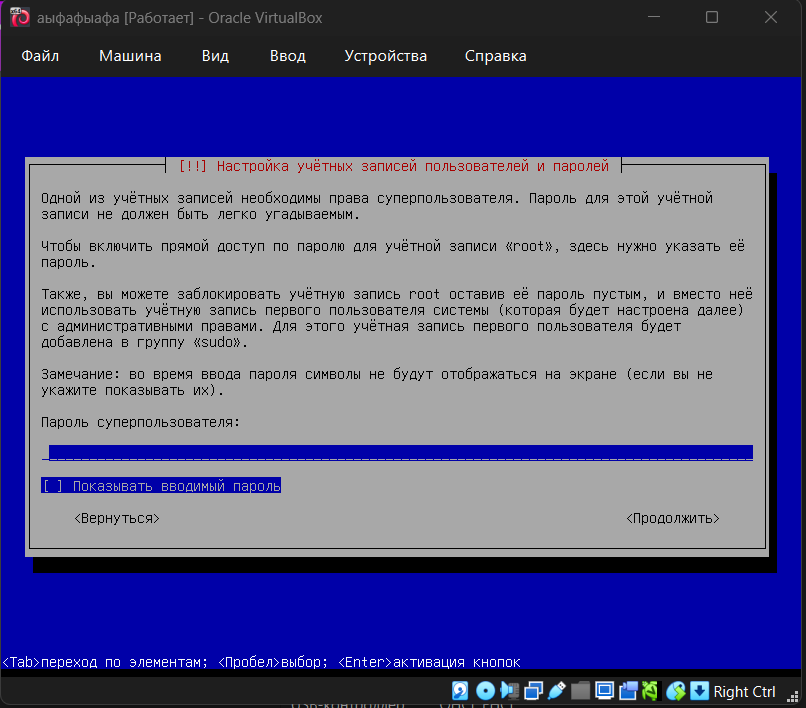 аыфафыафа [Работает] - Oracle VirtualBox
Файл Машина Вид Ввод Устройства Справка
[!!] Настройка учётных записей пользователей и паролей
Одной из учётных записей необходимы права суперпользователя. Пароль для этой учётной
записи не должен быть легко угадываемым.
Чтобы включить прямой доступ по паролю для учётной записи «root», здесь нужно указать её
пароль.
Также, вы можете заблокировать учётную запись root оставив её пароль пустым, и вместо неё
использовать учётную запись первого пользователя системы (которая будет настроена далее)
с административными правами. Для этого учётная запись первого пользователя будет
добавлена в группу «sudo».
Замечание: во время ввода пароля символы не будут отображаться на экране (если вы не
укажите показывать их).
Пароль суперпользователя:
[ ] Показывать вводимый пароль
<Вернуться> <Продолжить>
<Tab>переход по элементам; <Пробел>выбор; <Enter>активация кнопок
Right Ctrl